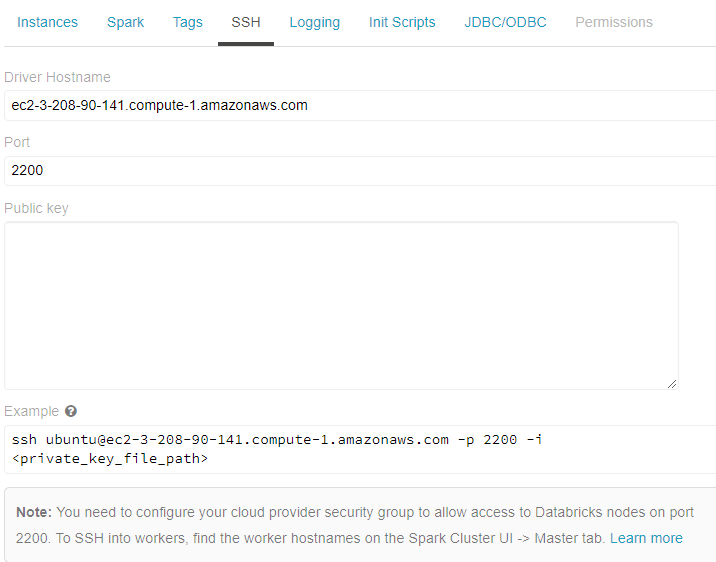 Instances Spark Tags SSH Logging Init Scripts JDBC/ODBC Permissions
Driver Hostname
ec2-3-208-90-141.compute-1.amazonaws.com
Port
2200
Public key
Example ?
ssh ubuntu@ec2-3-208-90-141.compute-1.amazonaws.com -p 2200 -i
<private_key_file_path>
Note: You need to configure your cloud provider security group to allow access to Databricks nodes on port
2200. To SSH into workers, find the worker hostnames on the Spark Cluster UI -> Master tab. Learn more